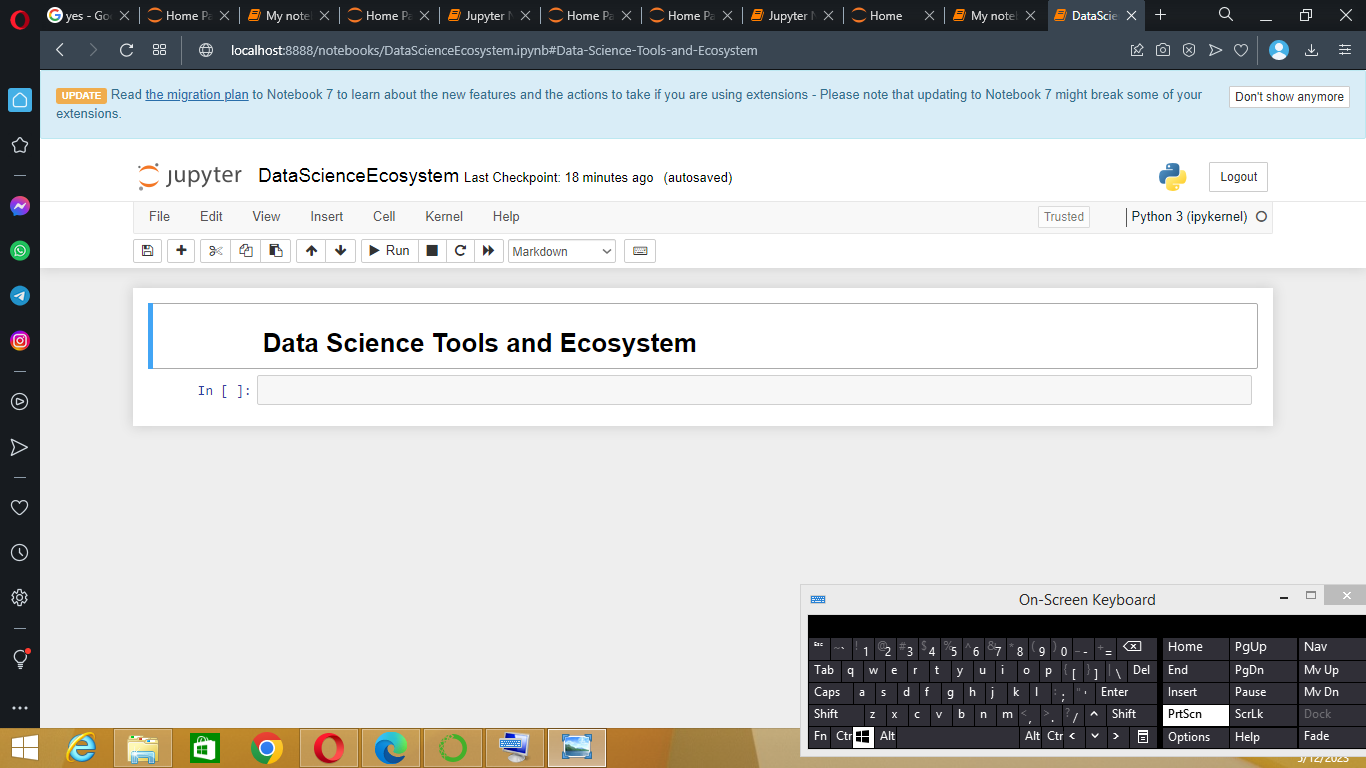 yes - Goo
Home Pa
My noteb
Home Pa
Jupyter N
Home Pa
Home Pa
Jupyter N
Home
My noteb
DataScie
localhost:8888/notebooks/DataScienceEcosystem.ipynb#Data-Science-Tools-and-Ecosystem
UPDATE Read the migration plan to Notebook 7 to learn about the new features and the actions to take if you are using extensions - Please note that updating to Notebook 7 might break some of your
extensions.
Don't show anymore
jupyter DataScienceEcosystem Last Checkpoint: 18 minutes ago (autosaved)
Logout
File Edit View Insert Cell Kernel Help
Trusted
Python 3 (ipykernel)
Run
Markdown
Data Science Tools and Ecosystem
In [ ]:
On-Screen Keyboard
Esc ~ ` ! 1 @ 2 # 3 $ 4 % 5 ^ 6 & 7 * 8 ( 9 ) 0 _ - + = Home PgUp Nav
Tab q w e r t y u i o p { [ } ] | \ Del End PgDn Mv Up
Caps a s d f g h j k l : ; " ' Enter Insert Pause Mv Dn
Shift z x c v b n m < , > . ? / Shift PrtScn ScrLk Dock
Fn Ctr Alt Alt Ctr Options Help Fade
5/12/2023